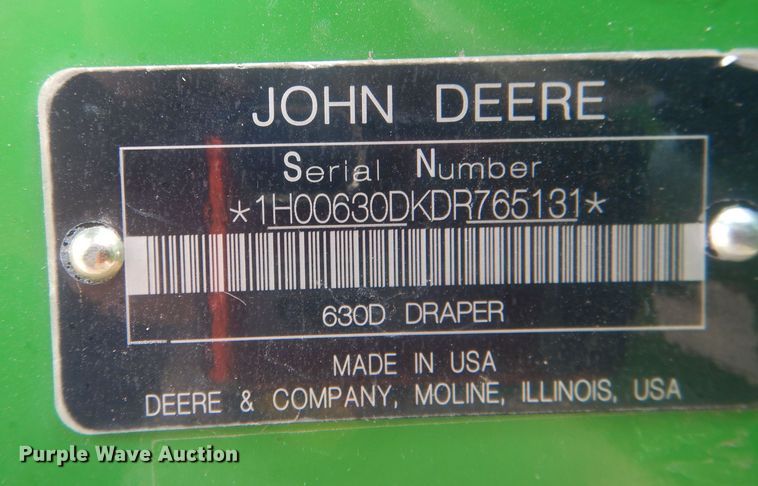 JOHN DEERE
Serial Number
*1H00630DKDR765131*
630D DRAPER
MADE IN USA
DEERE & COMPANY, MOLINE, ILLINOIS, USA
Purple Wave Auction